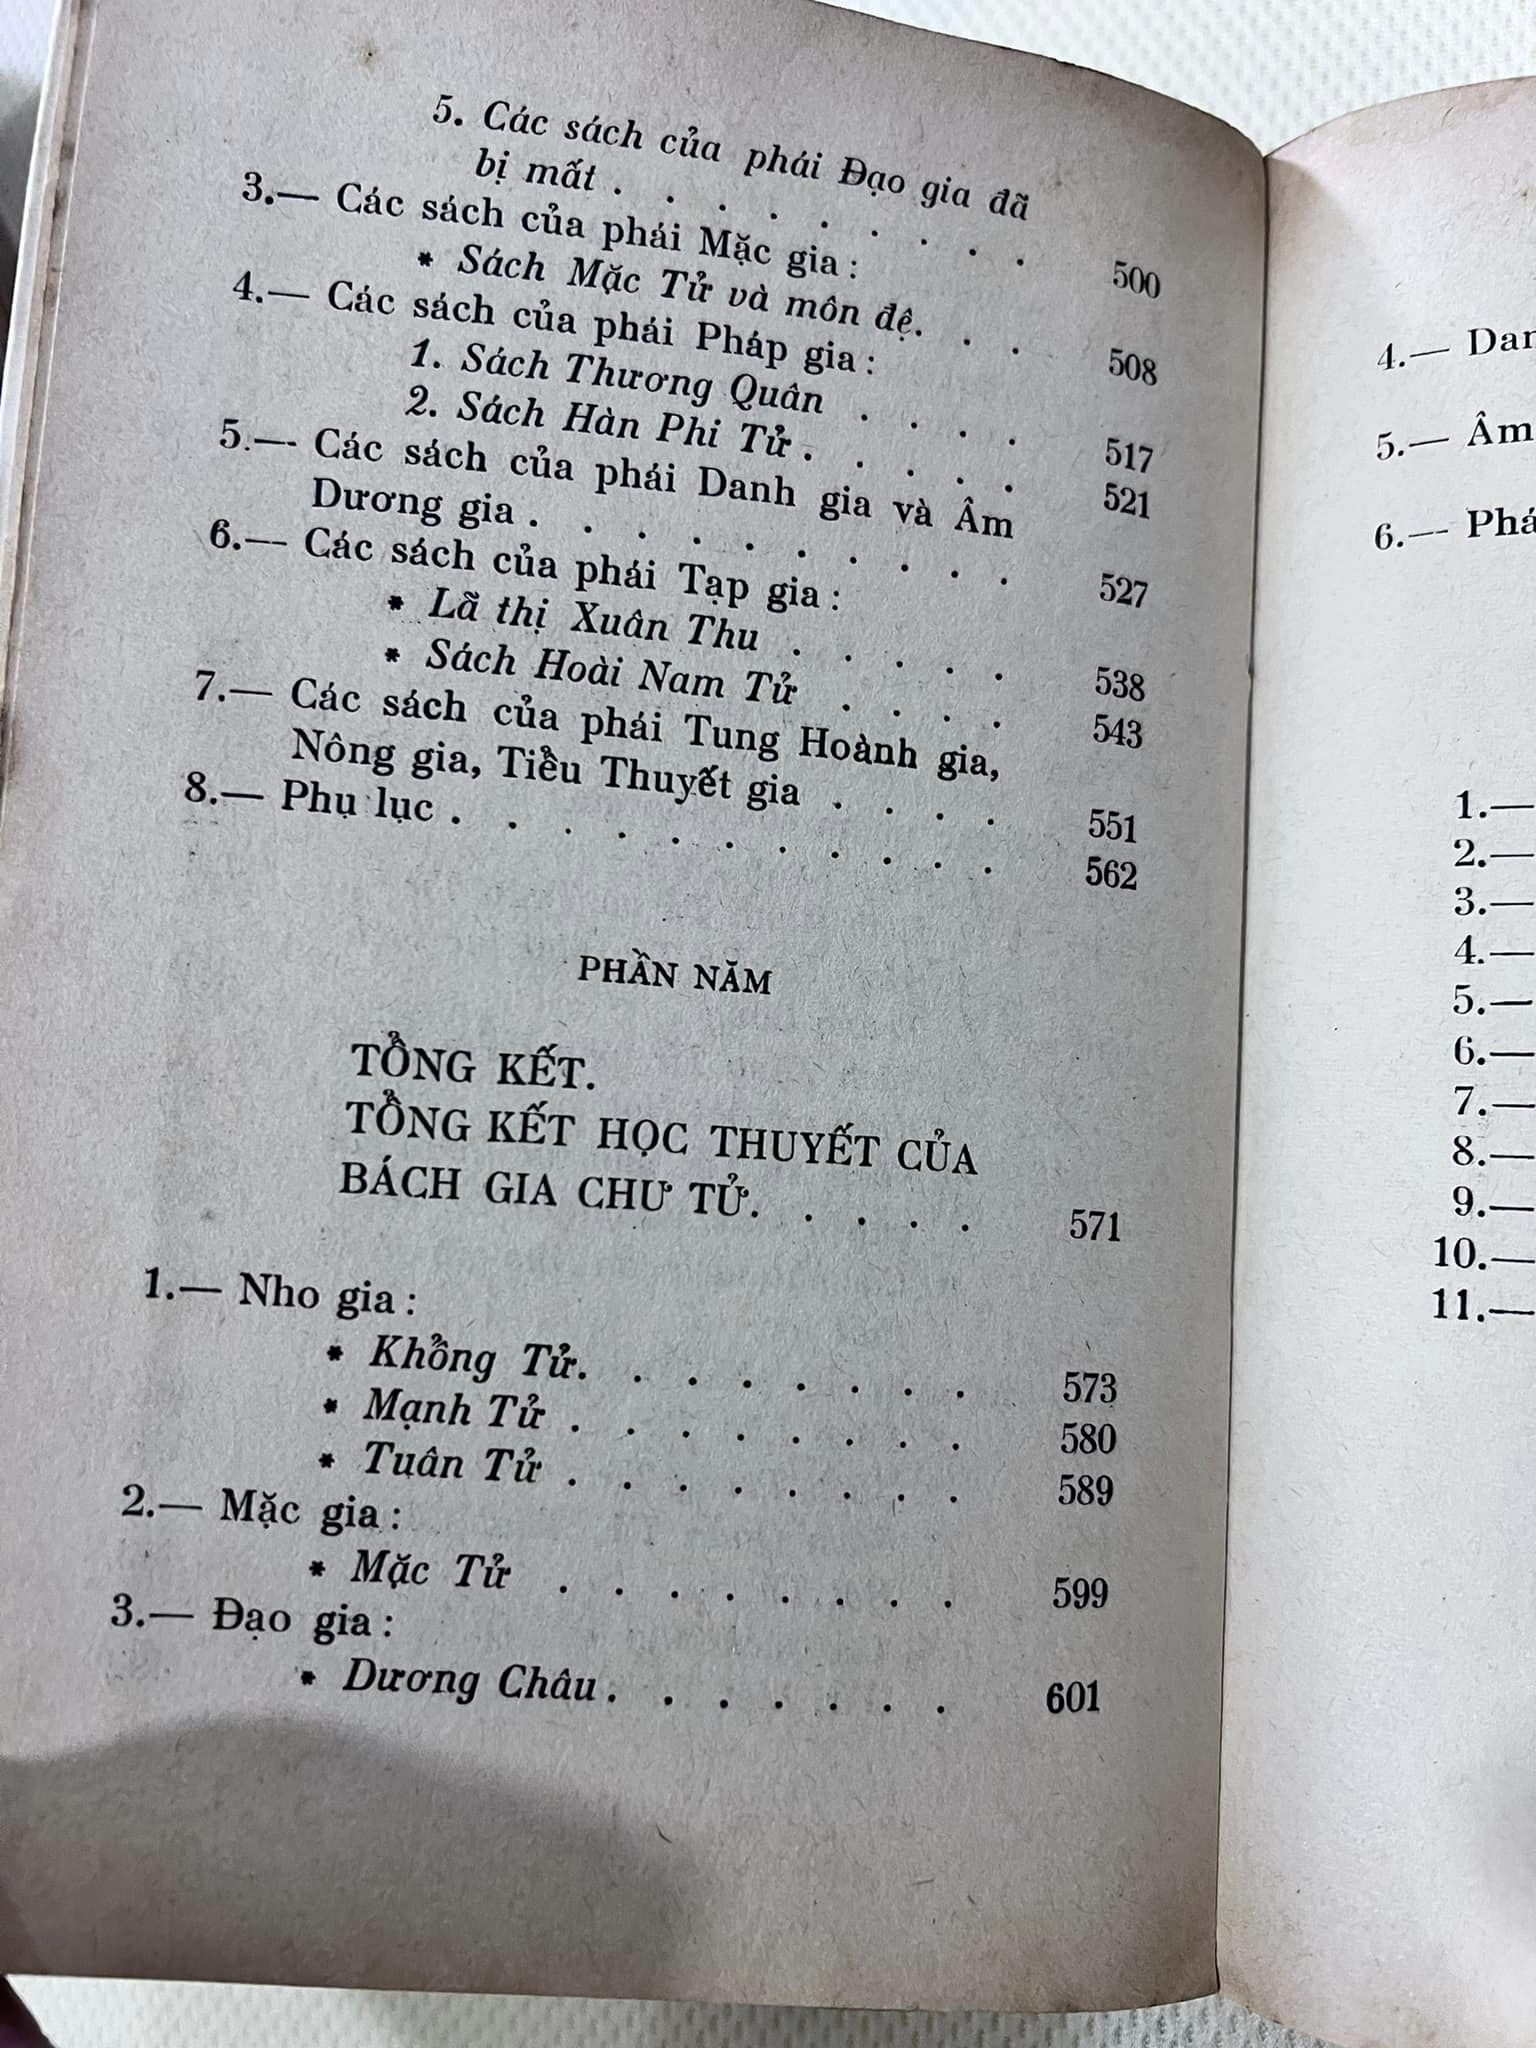 5. Các sách của phái Đạo gia đã
bị mất . . . . . . . . . 500
3.— Các sách của phái Mặc gia :
* Sách Mặc Tử và môn đệ. . . 508
4.— Các sách của phái Pháp gia :
1. Sách Thương Quân . . . . 517
2. Sách Hàn Phi Tử . . . . . 521
5.— Các sách của phái Danh gia và Âm
Dương gia . . . . . . . . . . 527
6.— Các sách của phái Tạp gia :
* Lã thị Xuân Thu . . . . . 538
* Sách Hoài Nam Tử . . . . 543
7.— Các sách của phái Tung Hoành gia,
Nông gia, Tiểu Thuyết gia . . . . 551
8.— Phụ lục . . . . . . . . . . . 562
PHẦN NĂM
TỔNG KẾT.
TỔNG KẾT HỌC THUYẾT CỦA
BÁCH GIA CHƯ TỬ. . . . . 571
1.— Nho gia :
* Khổng Tử. . . . . . . . 573
* Mạnh Tử . . . . . . . . 580
* Tuân Tử . . . . . . . . 589
2.— Mặc gia :
* Mặc Tử . . . . . . . . 599
3.— Đạo gia :
* Dương Châu . . . . . . . 601
4.—
5.— Âm
6.—
1.—
2.—
3.—
4.—
5.—
6.—
7.—
8.—
9.—
10.—
11.—